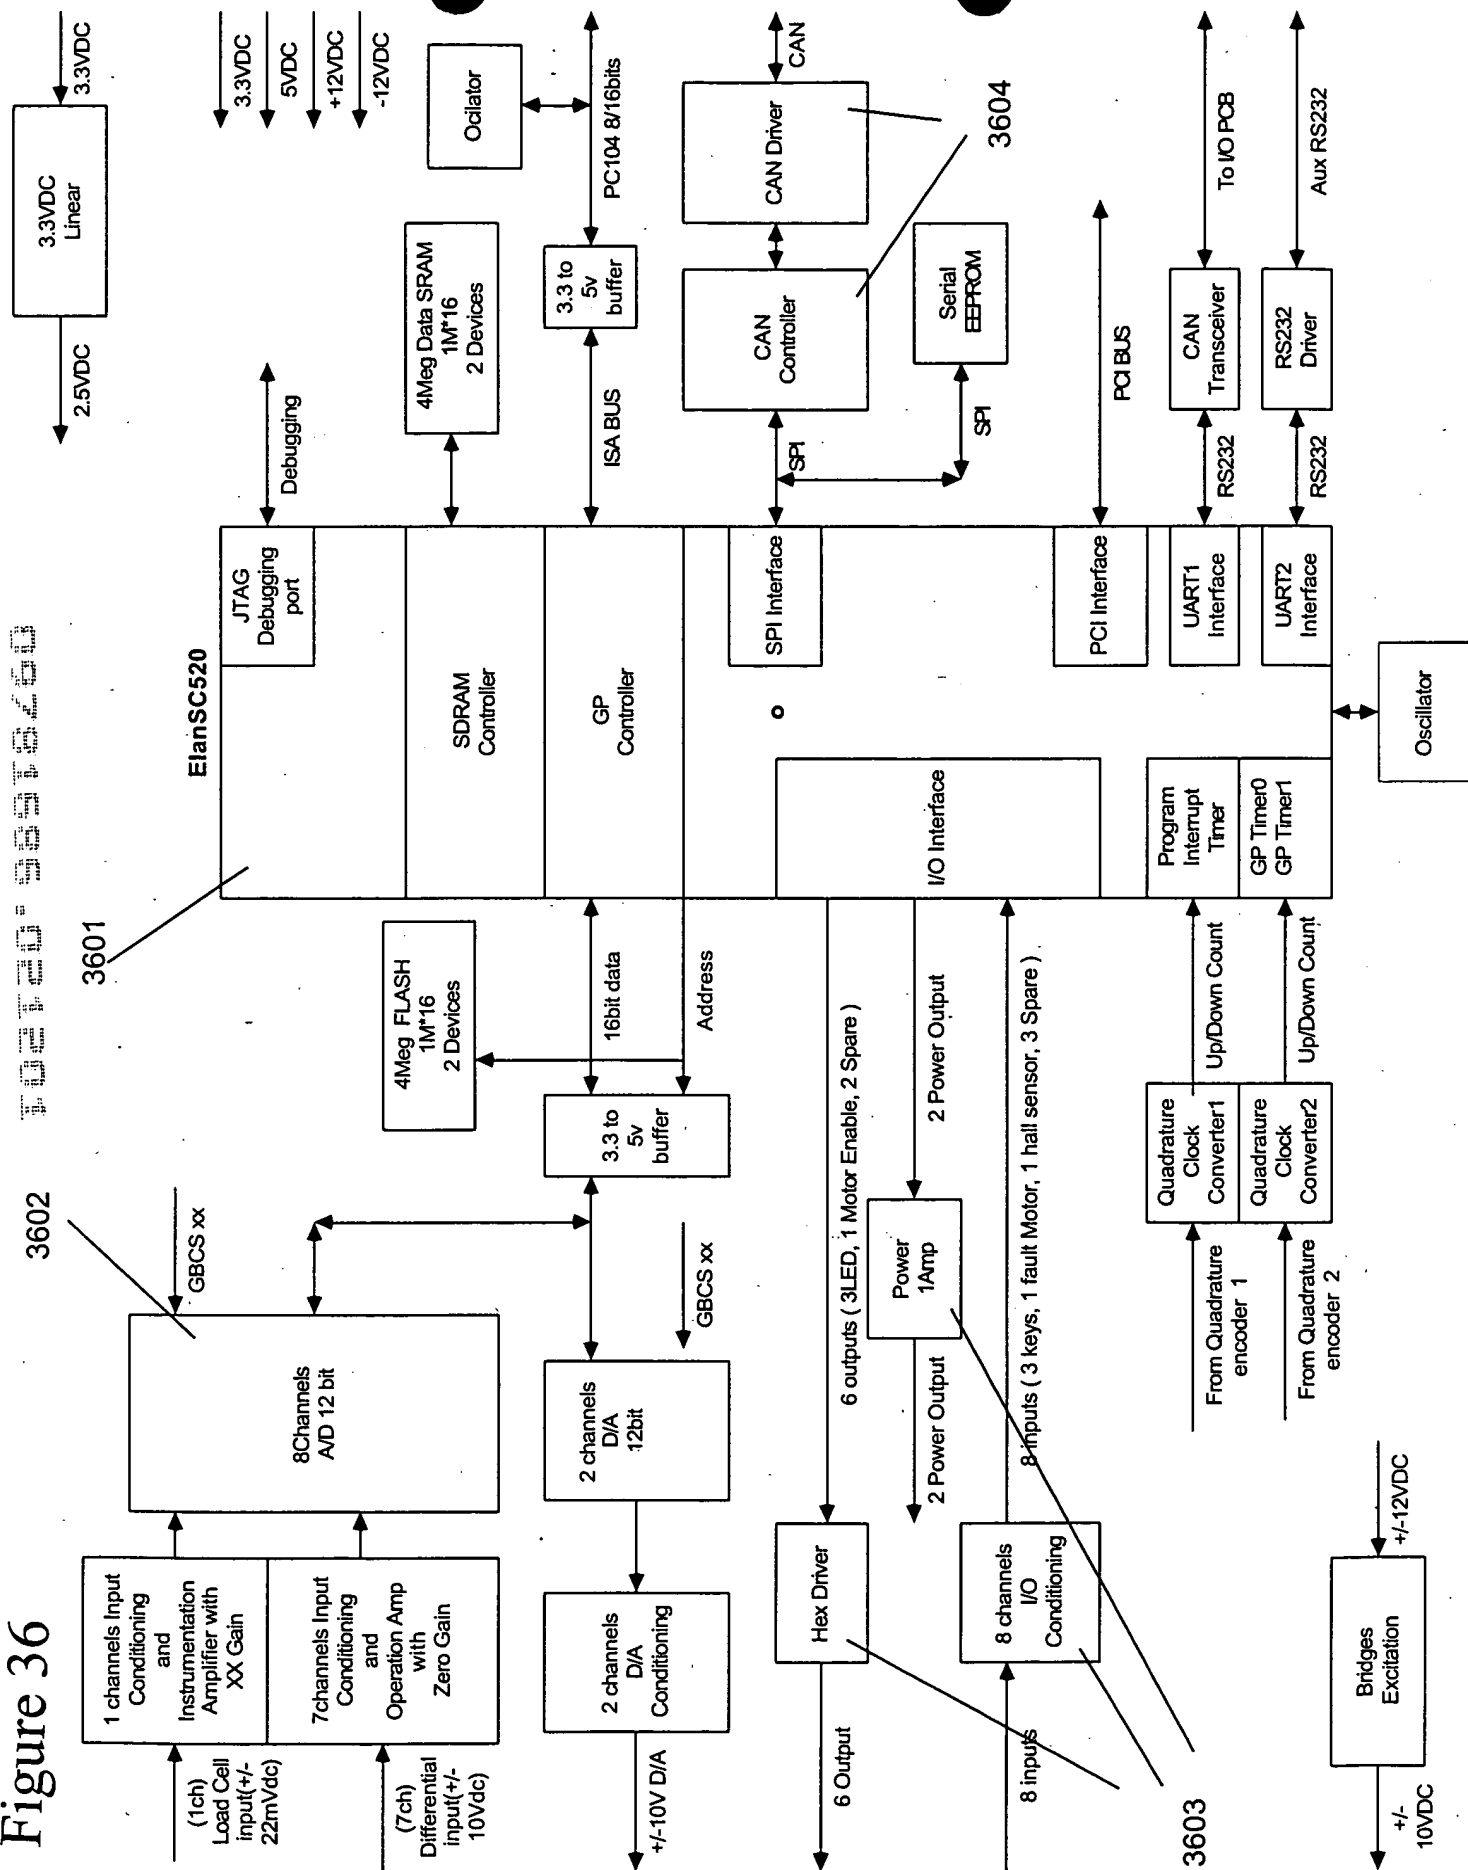 Figure 36
1 channels Input
Conditioning
and
Instrumentation
Amplifier with
XX Gain
7channels Input
Conditioning
and
Operation Amp
with
Zero Gain
(1ch)
Load Cell
input(+/-
22mVdc)
(7ch)
Differential
input(+/-
10Vdc)
3602
GBCS xx
8Channels
A/D 12 bit
2 channels
D/A
12bit
GBCS xx
2 channels
D/A
Conditioning
+/-10V D/A
3.3 to
5v
buffer
4Meg FLASH
1M*16
2 Devices
16bit data
Address
3601
ElanSC520
JTAG
Debugging
port
Debugging
SDRAM
Controller
GP
Controller
SPI Interface
I/O Interface
PCI Interface
Program
Interrupt
Timer
GP Timer0
GP Timer1
UART1
Interface
UART2
Interface
Oscillator
3.3VDC
3.3VDC
Linear
2.5VDC
3.3VDC
5VDC
+12VDC
-12VDC
4Meg Data SRAM
1M*16
2 Devices
Ocilator
ISA BUS
3.3 to
5v
buffer
PC104 8/16bits
SPI
CAN
Controller
CAN Driver
CAN
3604
SPI
Serial
EEPROM
PCI BUS
RS232
CAN
Transceiver
To I/O PCB
RS232
RS232
Driver
Aux RS232
6 outputs ( 3LED, 1 Motor Enable, 2 Spare )
Hex Driver
6 Output
2 Power Output
Power
1Amp
2 Power Output
8 inputs ( 3 keys, 1 fault Motor, 1 hall sensor, 3 Spare )
8 channels
I/O
Conditioning
8 inputs
3603
Up/Down Count
Quadrature
Clock
Converter1
From Quadrature
encoder 1
Up/Down Count
Quadrature
Clock
Converter2
From Quadrature
encoder 2
+/-12VDC
Bridges
Excitation
+/-
10VDC